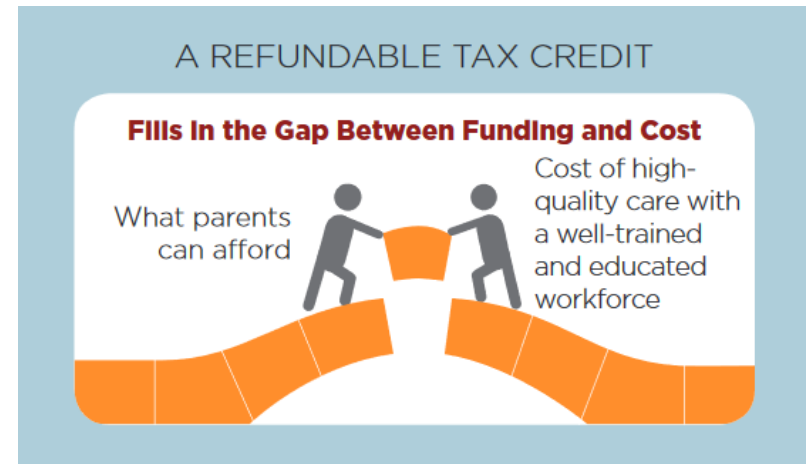 A REFUNDABLE TAX CREDIT
Fills in the Gap Between Funding and Cost
What parents
can afford
Cost of high-
quality care with
a well-trained
and educated
workforce